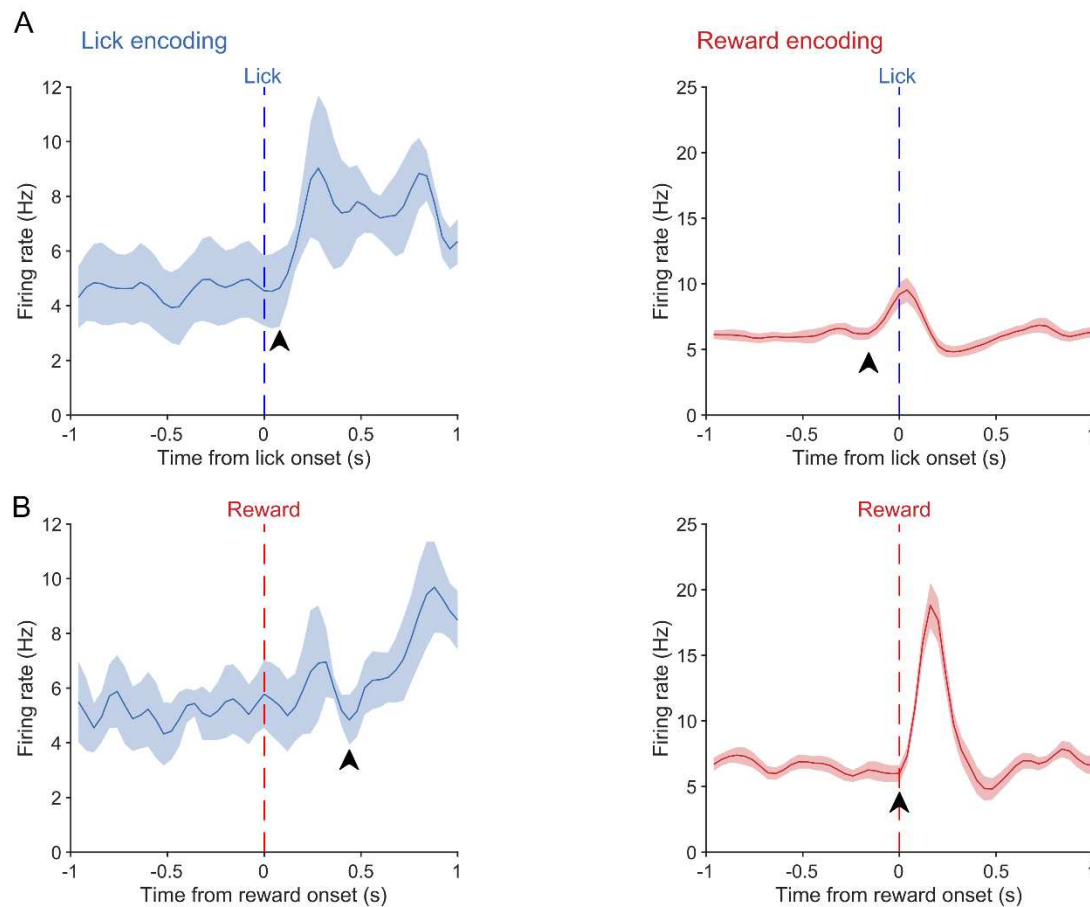 A
Lick encoding
Reward encoding
Lick
12
10
8
6
4
2
0
Firing rate (Hz)
-1
-0.5
0
0.5
1
Time from lick onset (s)
Lick
25
20
15
10
5
0
Firing rate (Hz)
-1
-0.5
0
0.5
1
Time from lick onset (s)
B
Reward
12
10
8
6
4
2
0
Firing rate (Hz)
-1
-0.5
0
0.5
1
Time from reward onset (s)
Reward
25
20
15
10
5
0
Firing rate (Hz)
-1
-0.5
0
0.5
1
Time from reward onset (s)